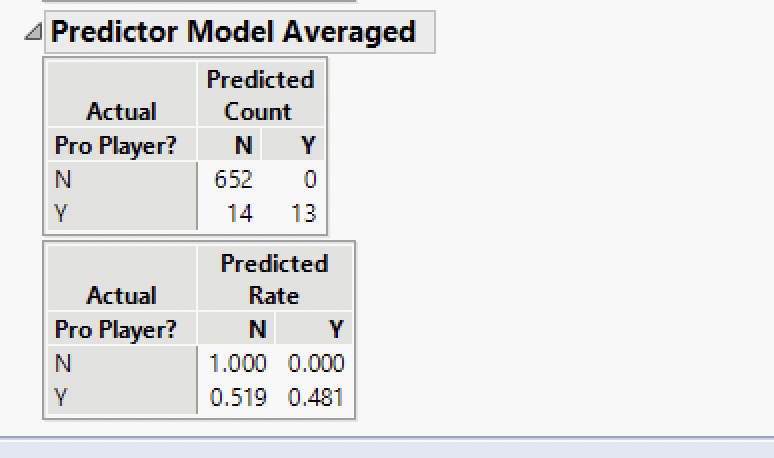 Predictor Model Averaged
Predicted
Actual Count
Pro Player? N Y
N 652 0
Y 14 13
Predicted
Actual Rate
Pro Player? N Y
N 1.000 0.000
Y 0.519 0.481